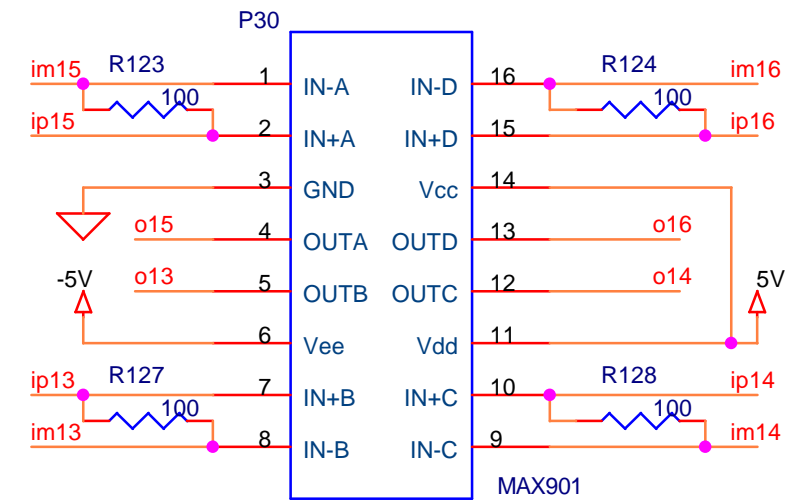 P30
im15 R123 1 IN-A IN-D 16 R124 im16
100 100
ip15 2 IN+A IN+D 15 ip16
3 GND Vcc 14
o15 4 OUTA OUTD 13 o16
-5V o13 5 OUTB OUTC 12 o14 5V
6 Vee Vdd 11
ip13 R127 7 IN+B IN+C 10 R128 ip14
100 100
im13 8 IN-B IN-C 9 im14
MAX901